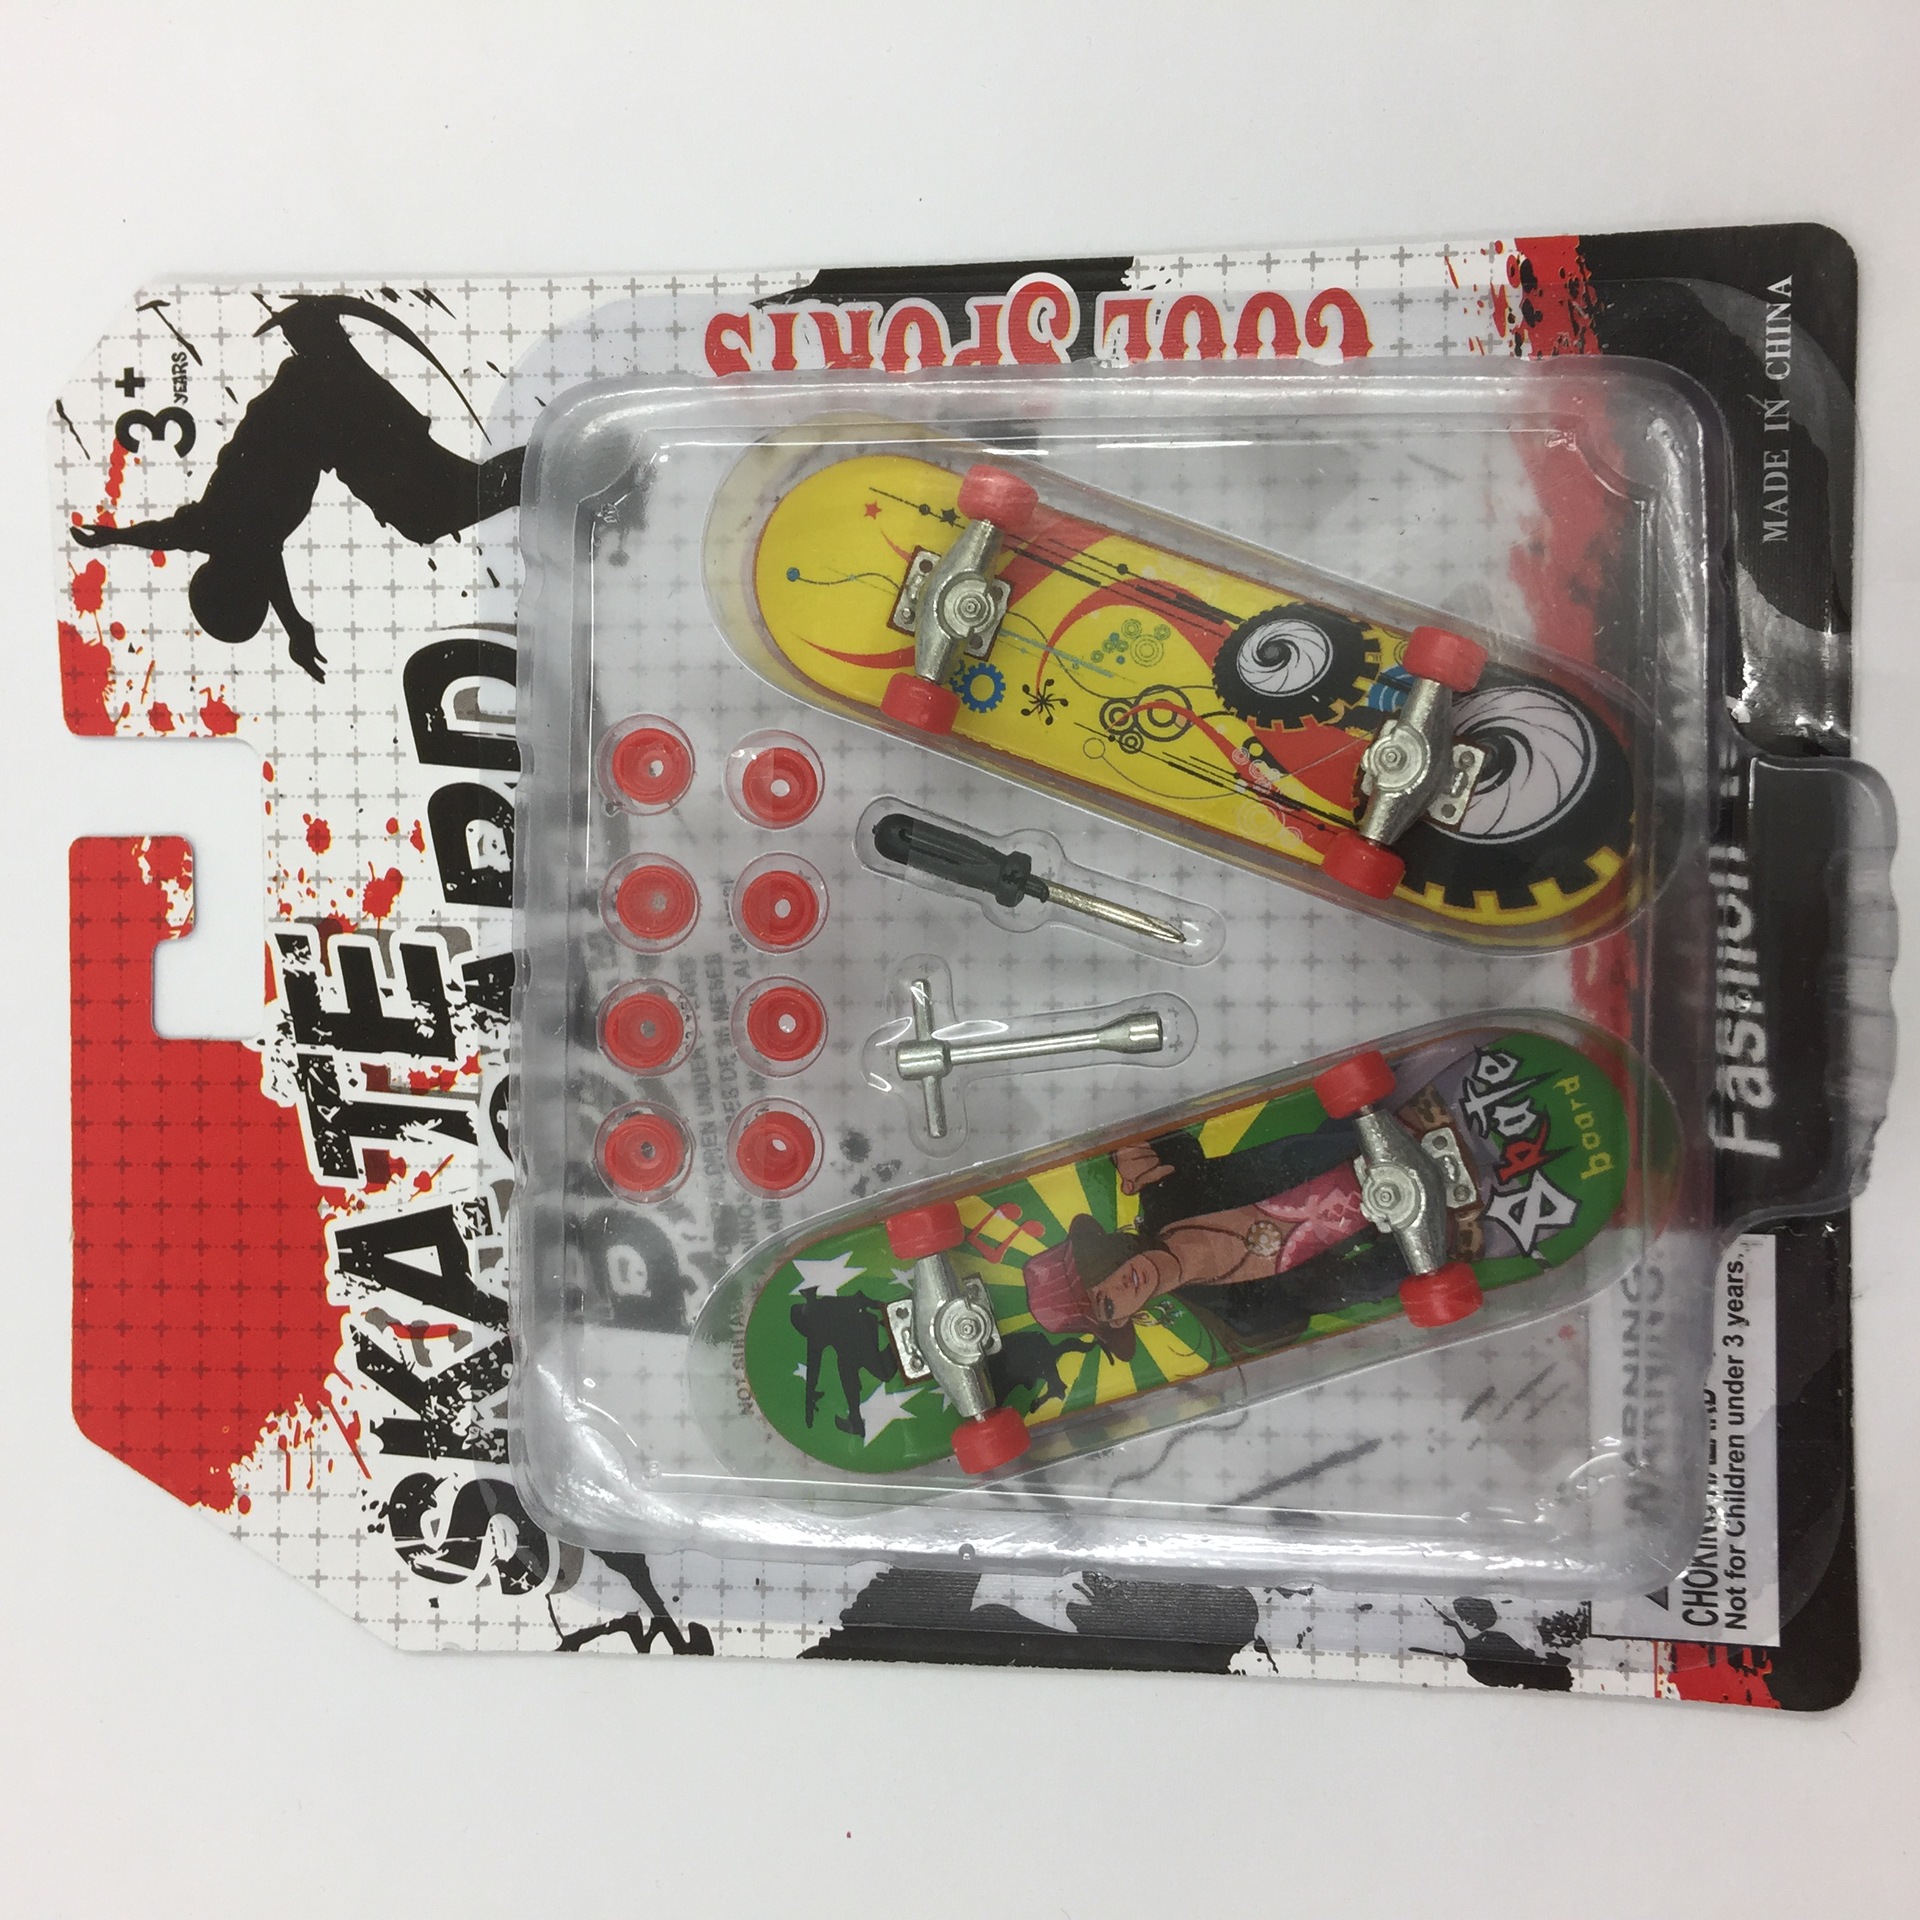 3+
YEARS
SKATE
BOARD
COOL SPORTS
Skate
board
Fashion
WARNING:
CHOKING HAZARD
Not for Children under 3 years.
MADE IN CHINA